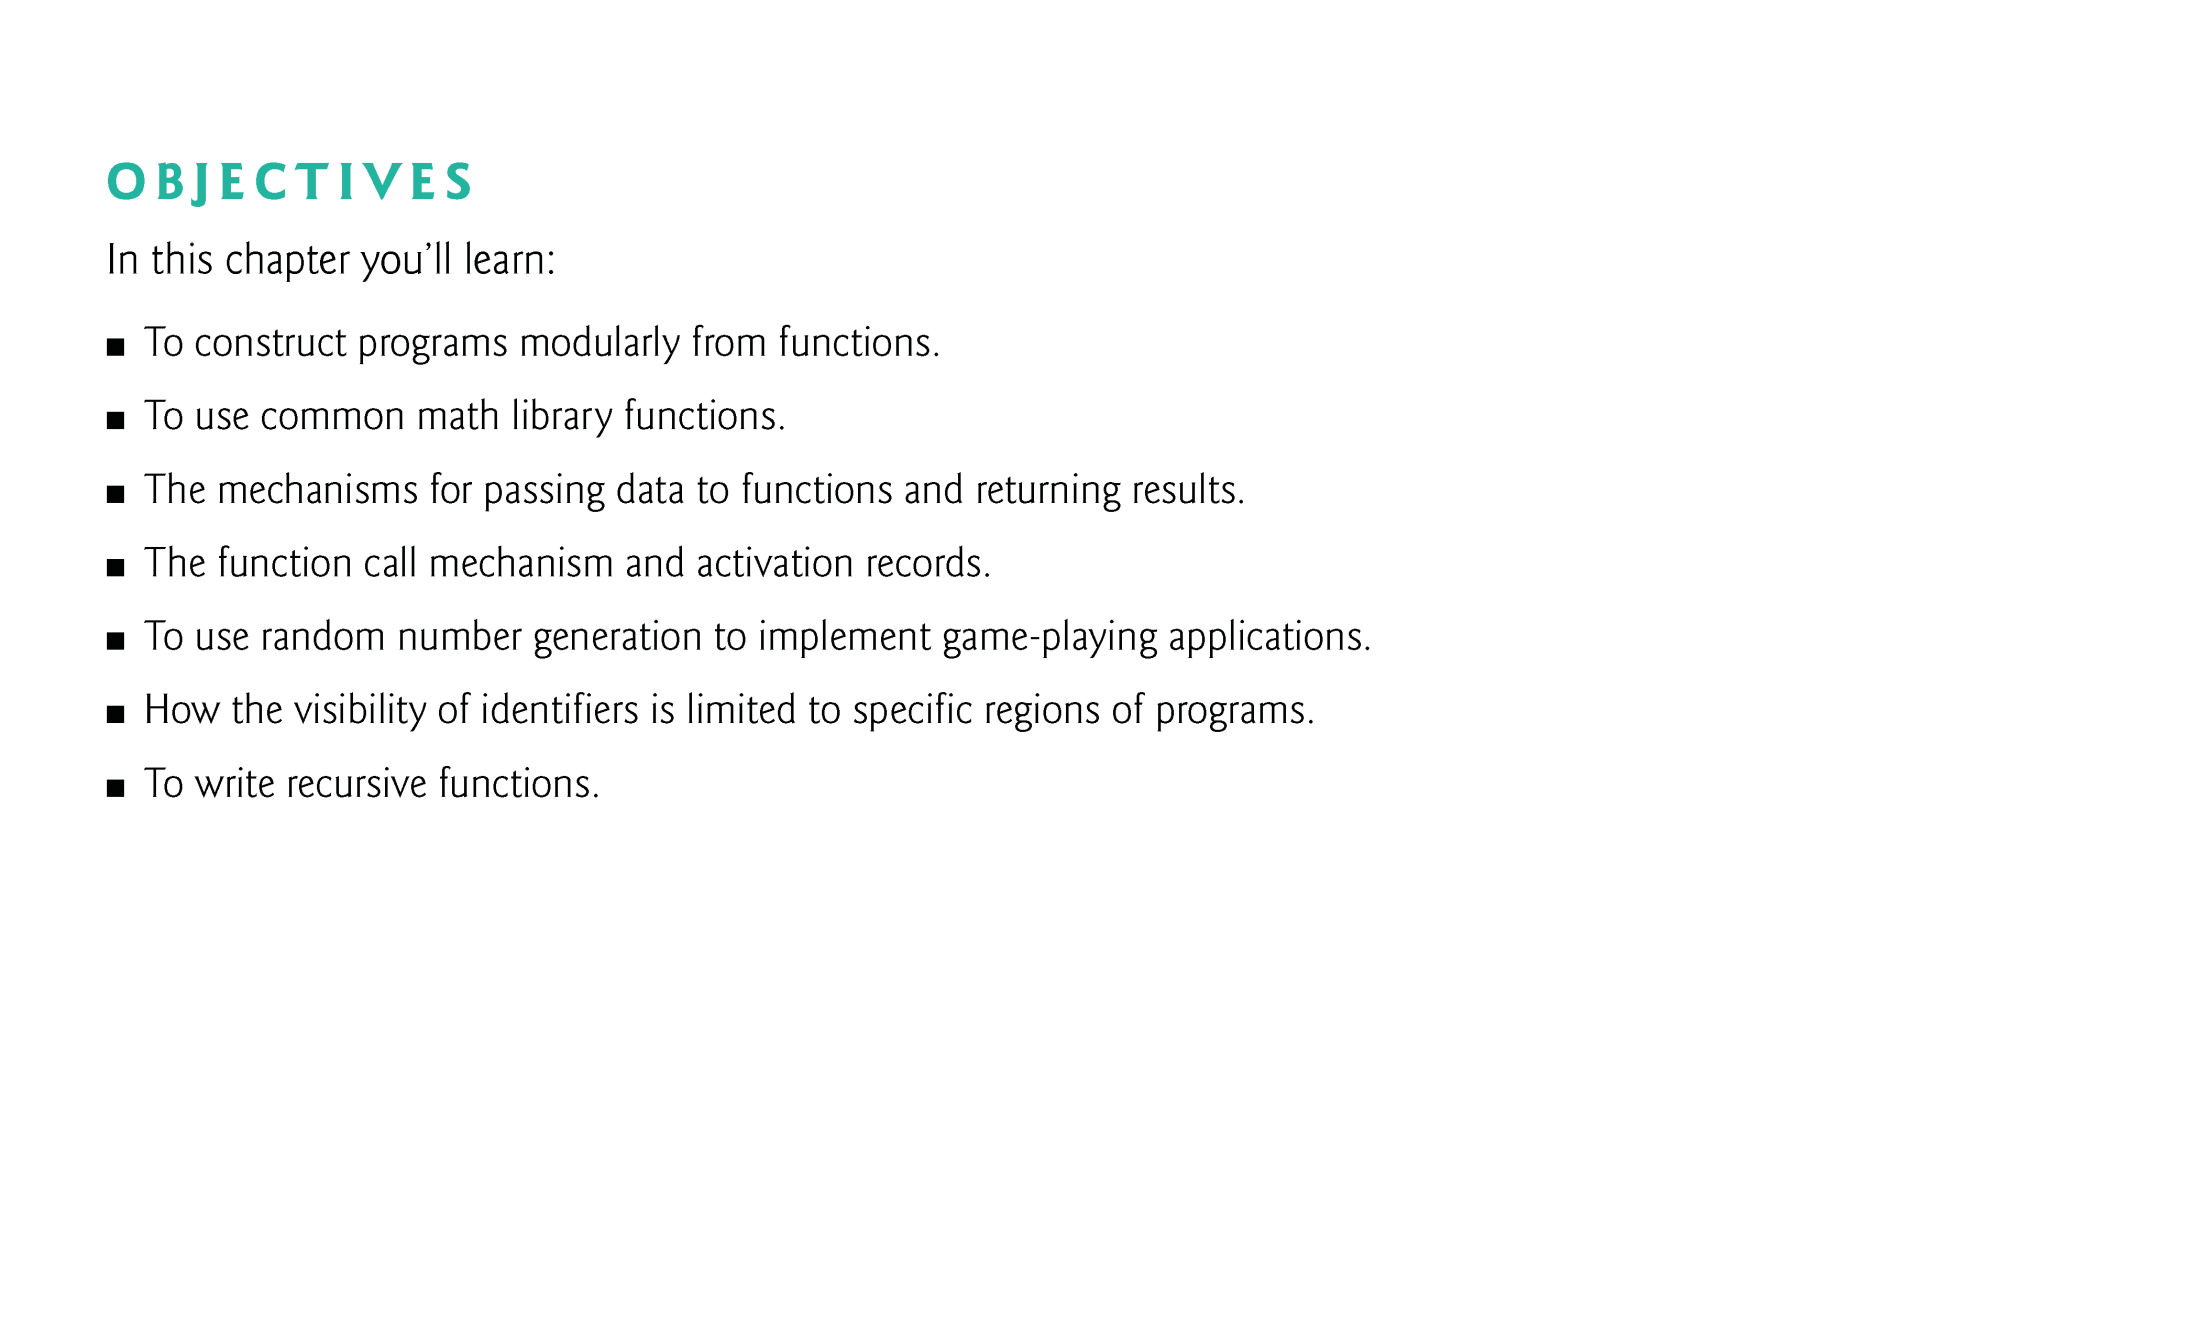 OBJECTIVES
In this chapter you’ll learn:
■ To construct programs modularly from functions.
■ To use common math library functions.
■ The mechanisms for passing data to functions and returning results.
■ The function call mechanism and activation records.
■ To use random number generation to implement game-playing applications.
■ How the visibility of identifiers is limited to specific regions of programs.
■ To write recursive functions.